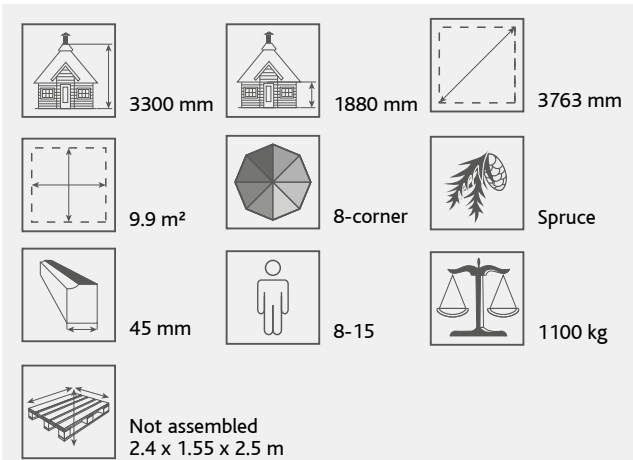 3300 mm
1880 mm
3763 mm
9.9 m²
8-corner
Spruce
45 mm
8-15
1100 kg
Not assembled
2.4 x 1.55 x 2.5 m